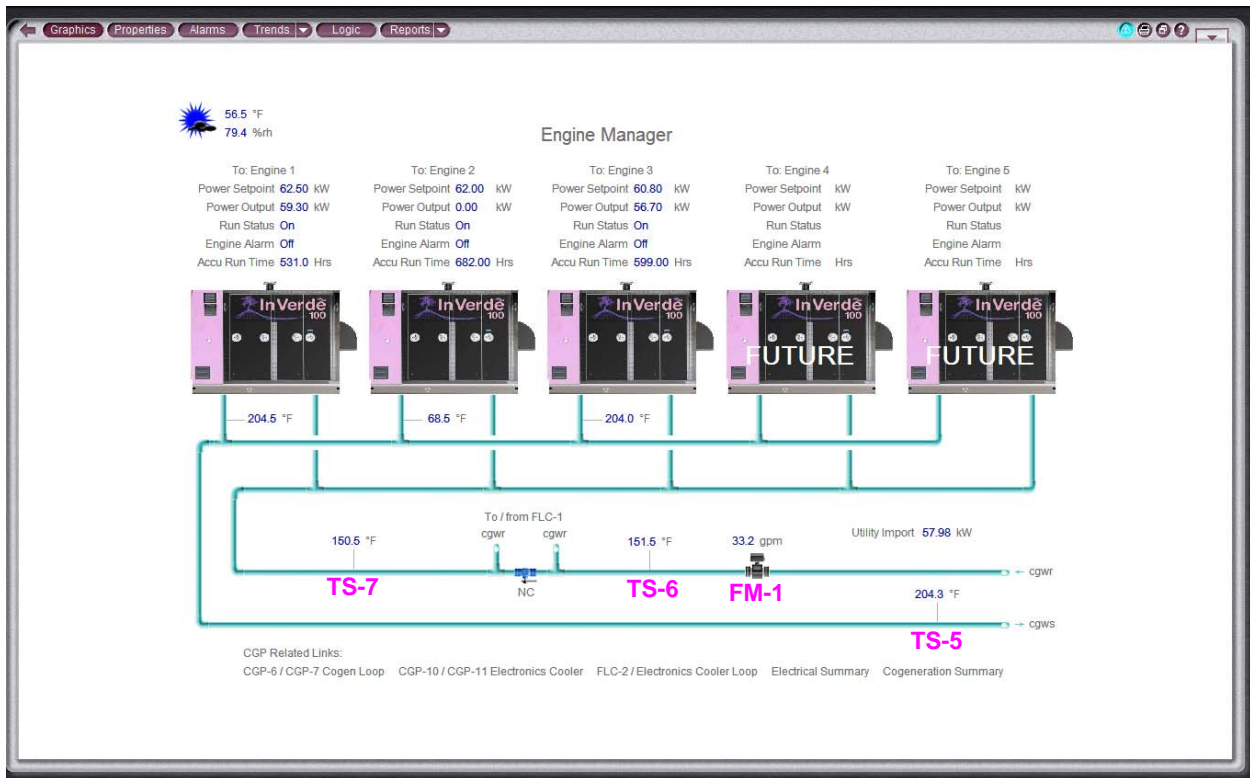 Graphics Properties Alarms Trends Logic Reports ?
56.5 °F
79.4 %rh
Engine Manager
To: Engine 1 To: Engine 2 To: Engine 3 To: Engine 4 To: Engine 5
Power Setpoint 62.50 kW Power Setpoint 62.00 kW Power Setpoint 60.80 kW Power Setpoint kW Power Setpoint kW
Power Output 59.30 kW Power Output 0.00 kW Power Output 56.70 kW Power Output kW Power Output kW
Run Status On Run Status On Run Status On Run Status Run Status
Engine Alarm Off Engine Alarm Off Engine Alarm Off Engine Alarm Engine Alarm
Accu Run Time 531.0 Hrs Accu Run Time 682.00 Hrs Accu Run Time 599.00 Hrs Accu Run Time Hrs Accu Run Time Hrs
InVerde InVerde InVerde InVerde InVerde
100 100 100 100 100
FUTURE FUTURE
204.5 °F 68.5 °F 204.0 °F
To / from FLC-1
cgwr cgwr
Utility Import 57.98 kW
150.5 °F 151.5 °F 33.2 gpm
cgwr
TS-7 NC TS-6 FM-1
204.3 °F
cgws
TS-5
CGP Related Links:
CGP-6 / CGP-7 Cogen Loop CGP-10 / CGP-11 Electronics Cooler FLC-2 / Electronics Cooler Loop Electrical Summary Cogeneration Summary